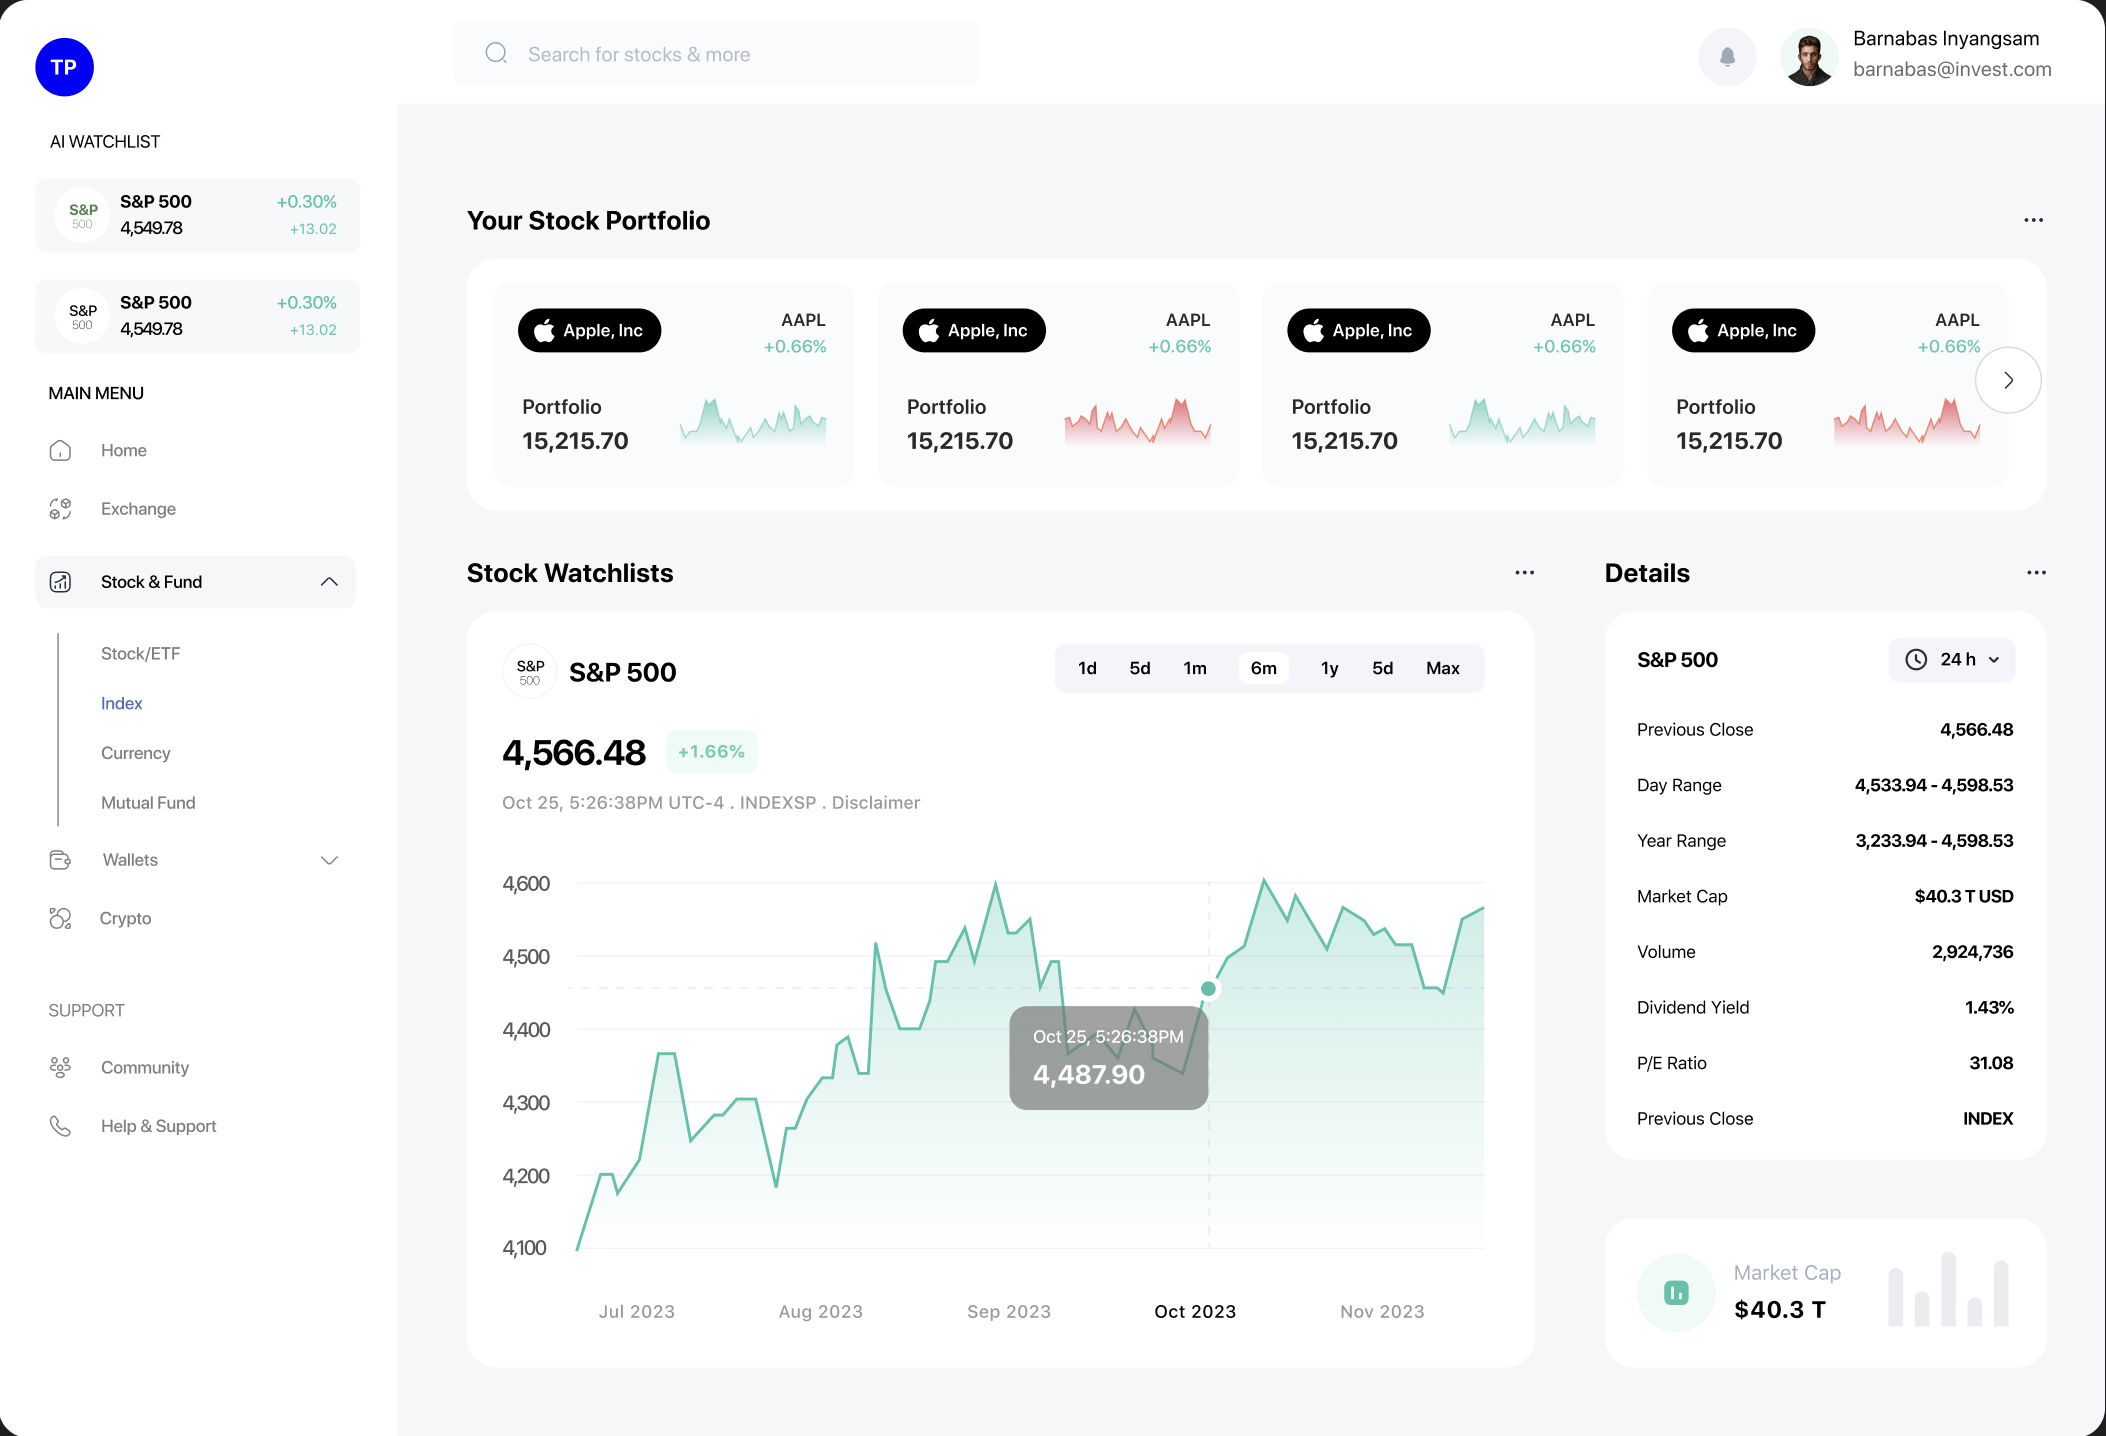 TP
Search for stocks & more
Barnabas Inyangsam
barnabas@invest.com
AI WATCHLIST
S&P
500
S&P 500
+0.30%
4,549.78
+13.02
S&P
500
S&P 500
+0.30%
4,549.78
+13.02
MAIN MENU
Home
Exchange
Stock & Fund
Stock/ETF
Index
Currency
Mutual Fund
Wallets
Crypto
SUPPORT
Community
Help & Support
Your Stock Portfolio
Apple, Inc
AAPL
+0.66%
Portfolio
15,215.70
Apple, Inc
AAPL
+0.66%
Portfolio
15,215.70
Apple, Inc
AAPL
+0.66%
Portfolio
15,215.70
Apple, Inc
AAPL
+0.66%
Portfolio
15,215.70
Stock Watchlists
S&P
500
S&P 500
1d 5d 1m 6m 1y 5d Max
4,566.48
+1.66%
Oct 25, 5:26:38PM UTC-4 . INDEXSP . Disclaimer
4,600
4,500
4,400
4,300
4,200
4,100
Oct 25, 5:26:38PM
4,487.90
Jul 2023 Aug 2023 Sep 2023 Oct 2023 Nov 2023
Details
S&P 500
24 h
Previous Close 4,566.48
Day Range 4,533.94 - 4,598.53
Year Range 3,233.94 - 4,598.53
Market Cap $40.3 T USD
Volume 2,924,736
Dividend Yield 1.43%
P/E Ratio 31.08
Previous Close INDEX
Market Cap
$40.3 T